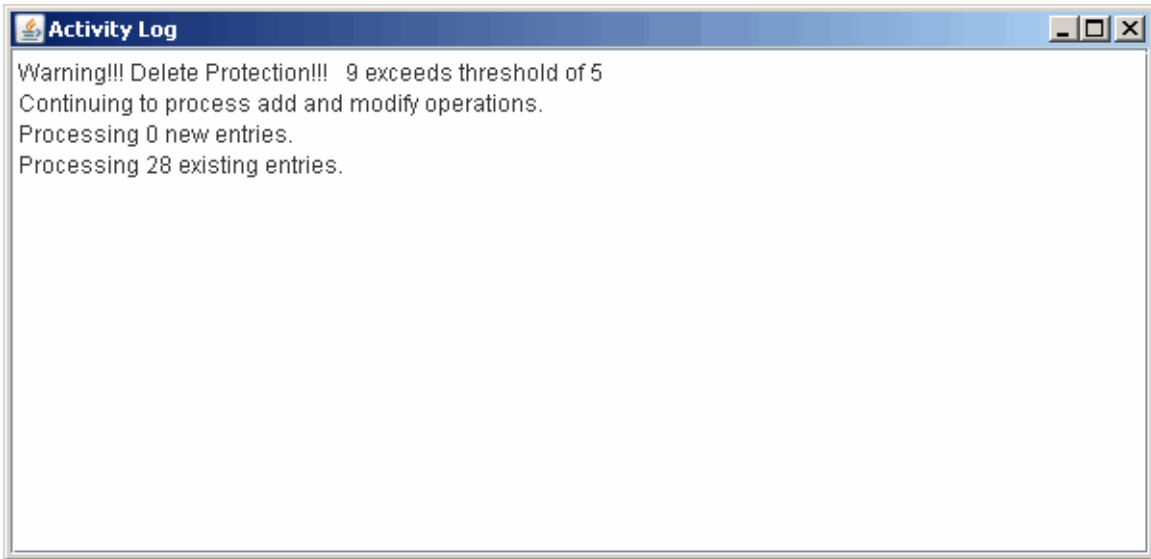 Activity Log
Warning!!! Delete Protection!!!   9 exceeds threshold of 5
Continuing to process add and modify operations.
Processing 0 new entries.
Processing 28 existing entries.